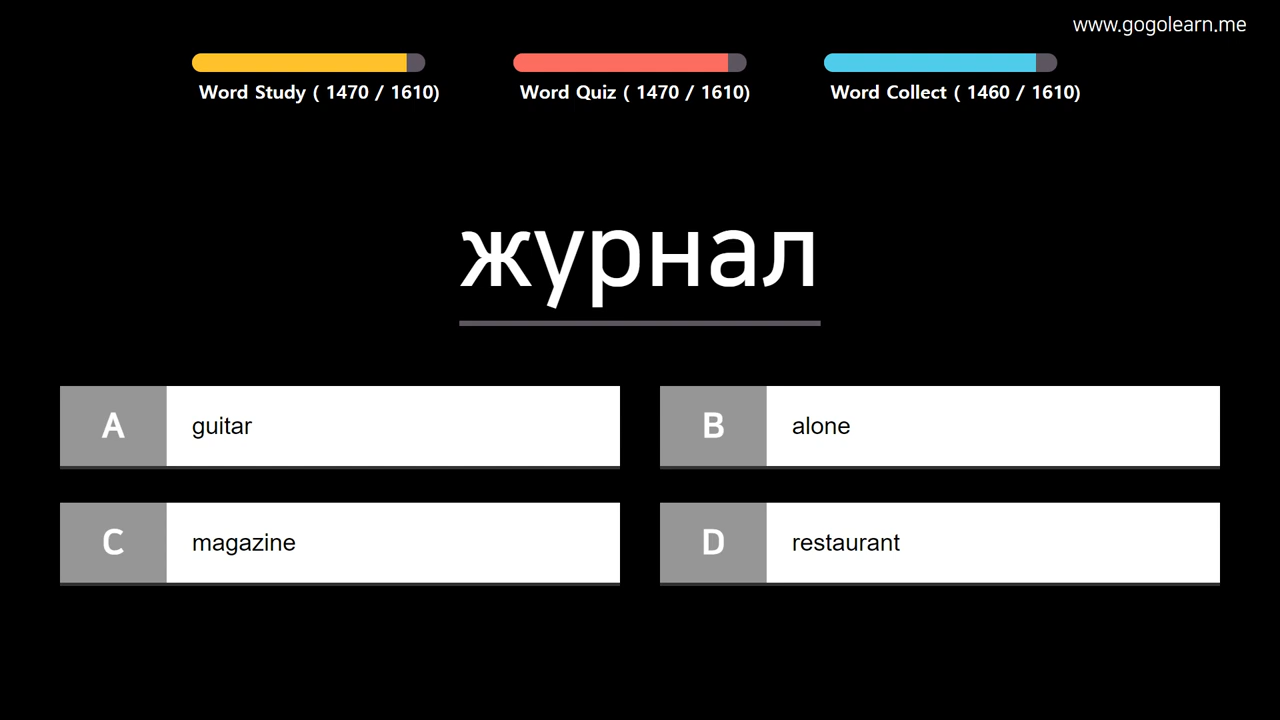 www.gogolearn.me
Word Study ( 1470 / 1610)
Word Quiz ( 1470 / 1610)
Word Collect ( 1460 / 1610)
журнал
A guitar
B alone
C magazine
D restaurant